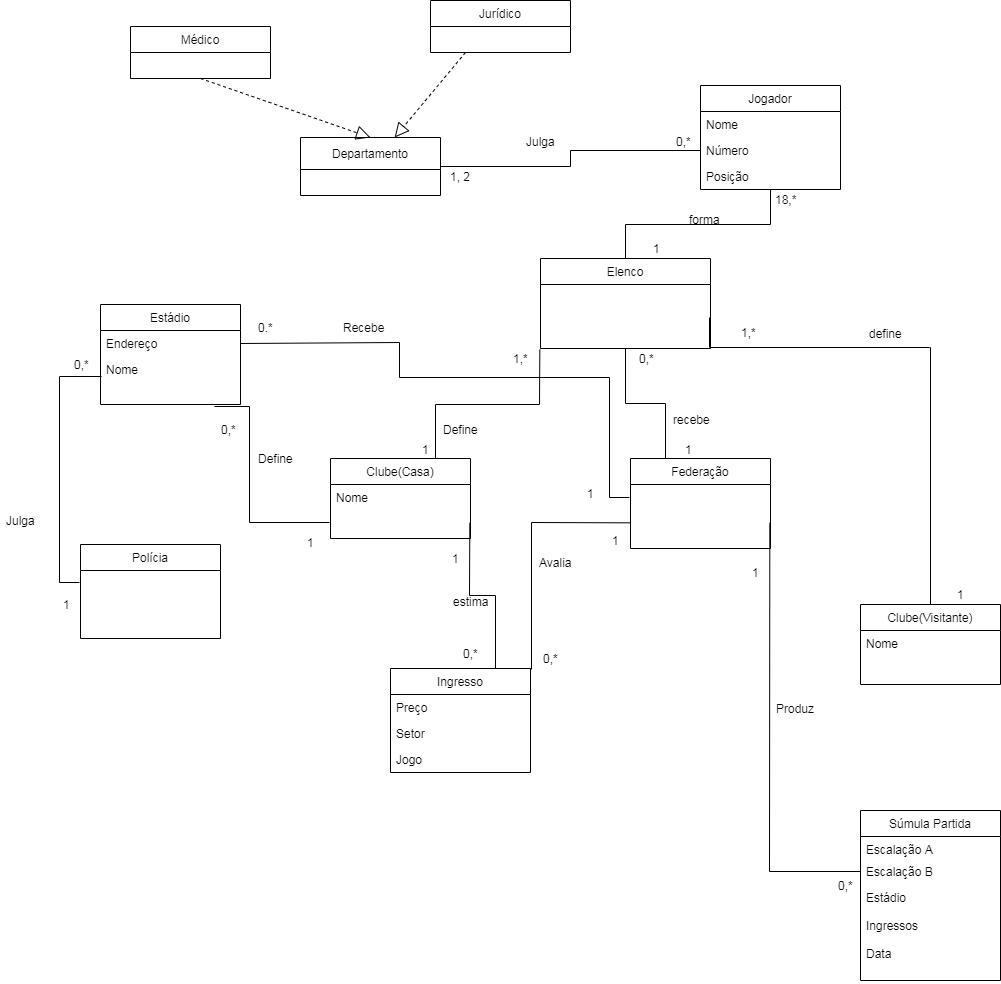 Jurídico
Médico
Jogador
Nome
Número
Posição
Departamento
Julga
0,*
1, 2
18,*
forma
1
Elenco
Estádio
Endereço
Nome
0.*
Recebe
0,*
1,*
0,*
1,*
define
0,*
Define
Define
1
recebe
1
Clube(Casa)
Nome
Federação
1
Julga
1
1
1
Avalia
1
Polícia
1
estima
1
Clube(Visitante)
Nome
0,*
0,*
Ingresso
Preço
Setor
Jogo
Produz
Súmula Partida
Escalação A
Escalação B
Estádio
Ingressos
Data
0,*